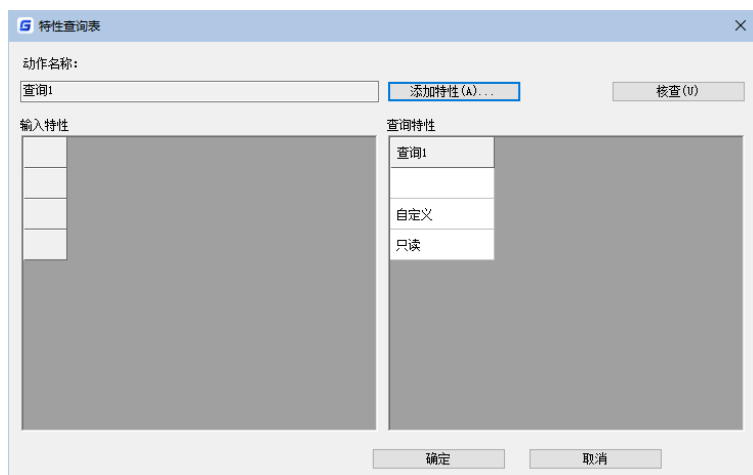 特性查询表
动作名称:
查询1
添加特性(A)...
核查(U)
输入特性
查询特性
查询1
自定义
只读
确定
取消